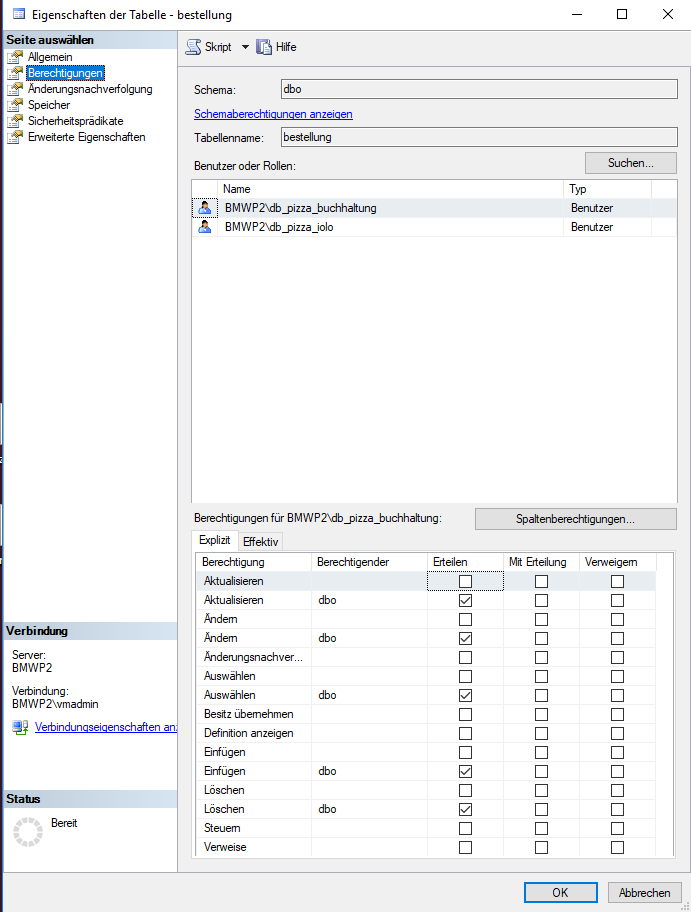 Eigenschaften der Tabelle - bestellung
Seite auswählen
Allgemein
Berechtigungen
Änderungsnachverfolgung
Speicher
Sicherheitsprädikate
Erweiterte Eigenschaften
Skript
Hilfe
Schema: dbo
Schemaberechtigungen anzeigen
Tabellenname: bestellung
Benutzer oder Rollen:
Suchen...
Name Typ
BMWP2\db_pizza_buchhaltung Benutzer
BMWP2\db_pizza_iolo Benutzer
Berechtigungen für BMWP2\db_pizza_buchhaltung:
Spaltenberechtigungen...
Explizit Effektiv
Berechtigung Berechtigender Erteilen Mit Erteilung Verweigern
Aktualisieren
Aktualisieren dbo
Ändern
Ändern dbo
Änderungsnachver...
Auswählen
Auswählen dbo
Besitz übernehmen
Definition anzeigen
Einfügen
Einfügen dbo
Löschen
Löschen dbo
Steuern
Verweise
Verbindung
Server:
BMWP2
Verbindung:
BMWP2\vmadmin
Verbindungseigenschaften an
Status
Bereit
OK
Abbrechen